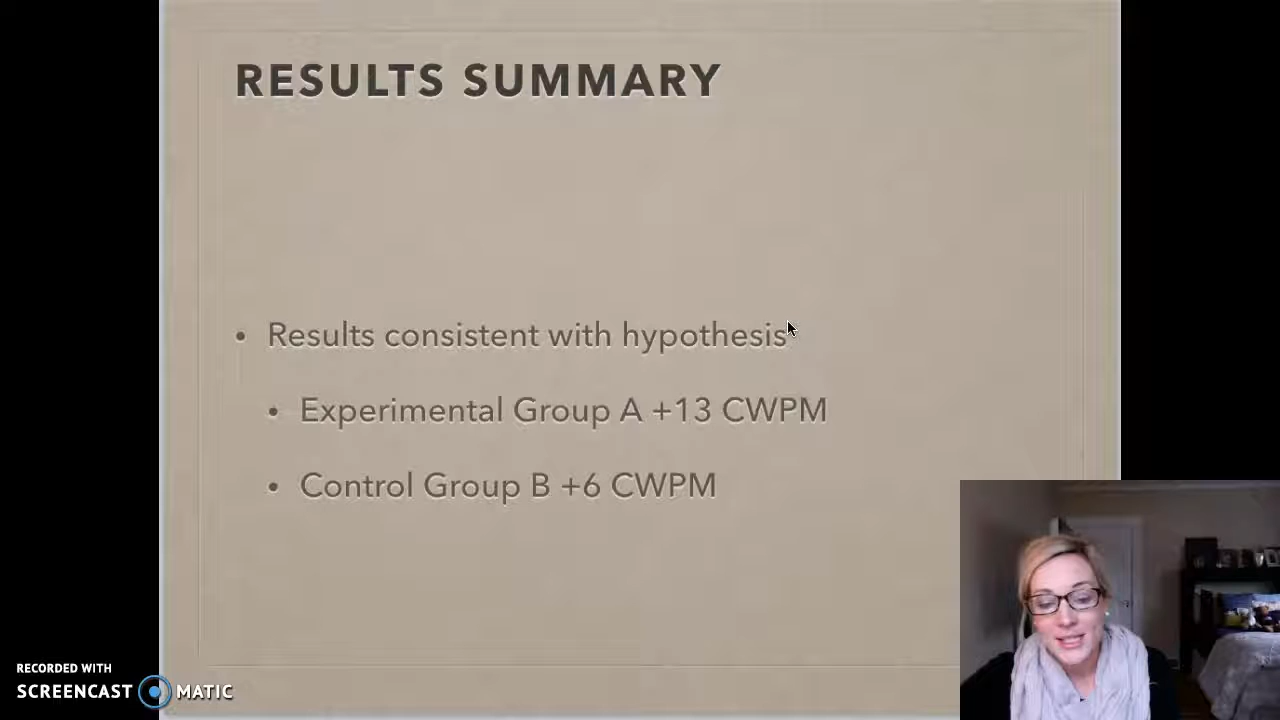 RESULTS SUMMARY
• Results consistent with hypothesis
• Experimental Group A +13 CWPM
• Control Group B +6 CWPM
RECORDED WITH
SCREENCAST MATIC